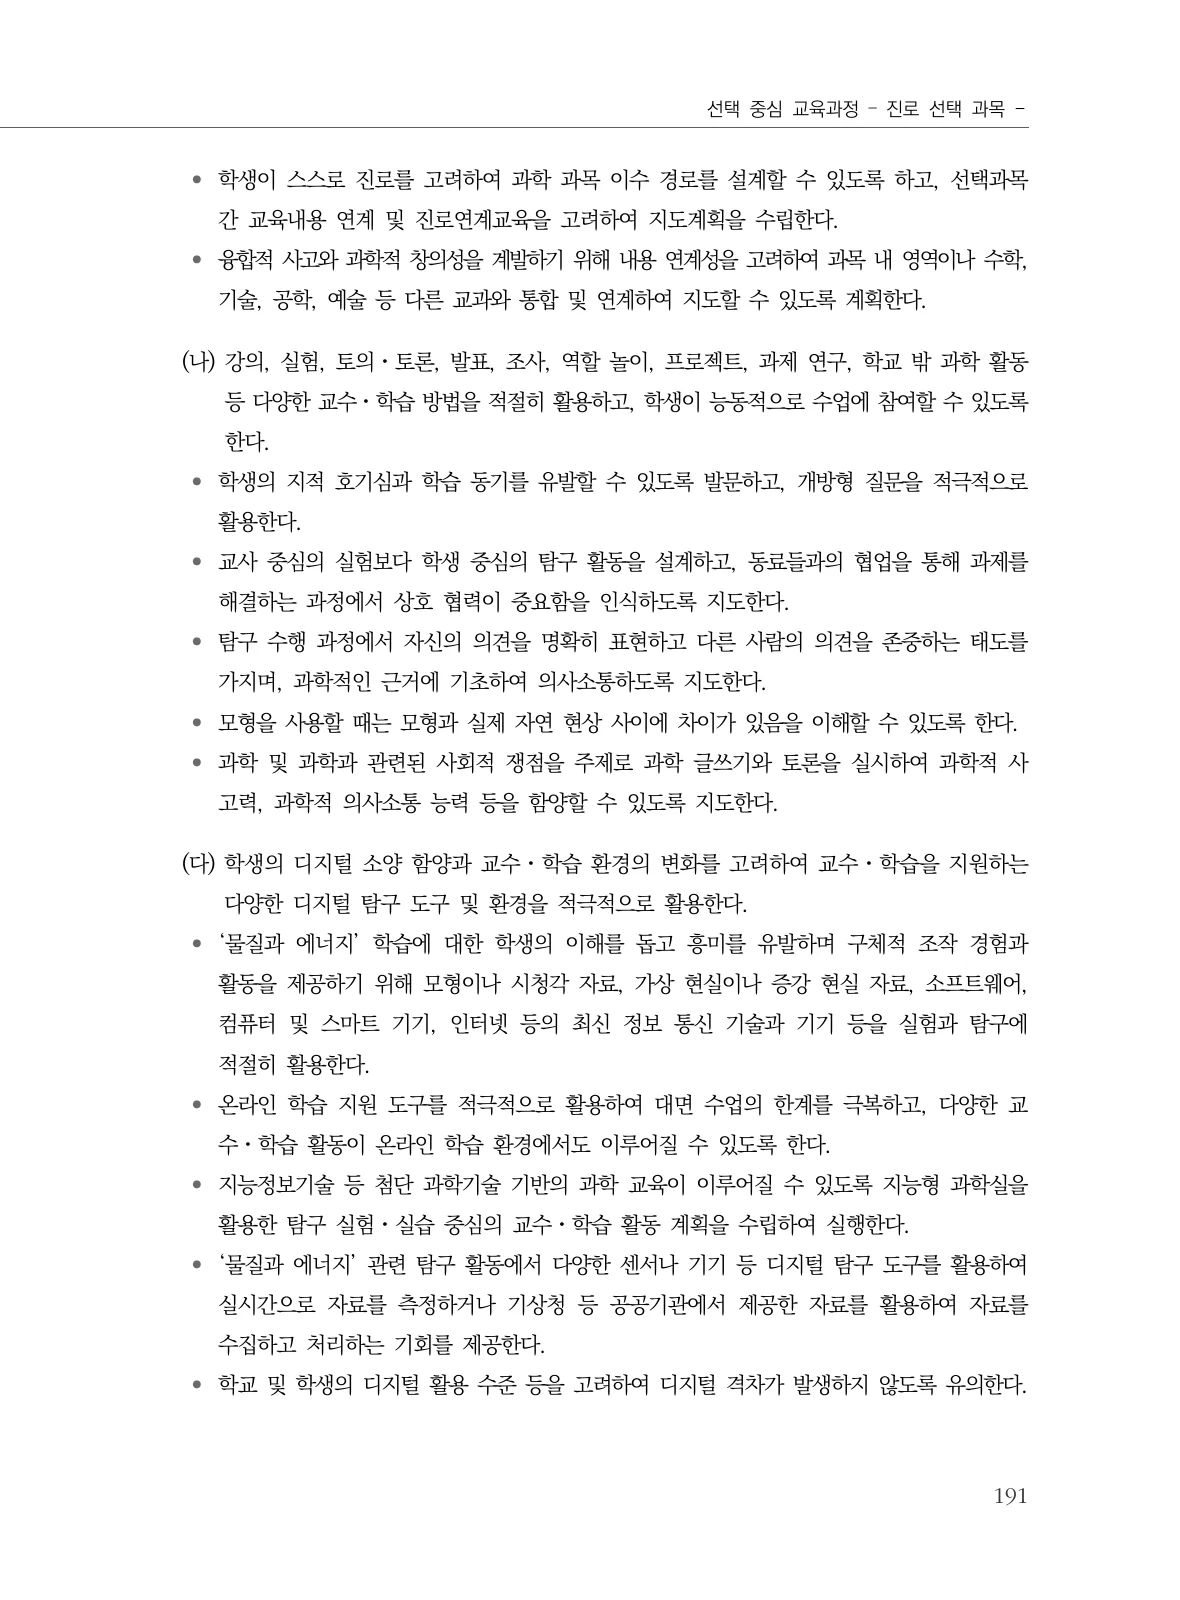 선택 중심 교육과정 - 진로 선택 과목 -
• 학생이 스스로 진로를 고려하여 과학 과목 이수 경로를 설계할 수 있도록 하고, 선택과목
간 교육내용 연계 및 진로연계교육을 고려하여 지도계획을 수립한다.
• 융합적 사고와 과학적 창의성을 계발하기 위해 내용 연계성을 고려하여 과목 내 영역이나 수학,
기술, 공학, 예술 등 다른 교과와 통합 및 연계하여 지도할 수 있도록 계획한다.
(나) 강의, 실험, 토의·토론, 발표, 조사, 역할 놀이, 프로젝트, 과제 연구, 학교 밖 과학 활동
등 다양한 교수·학습 방법을 적절히 활용하고, 학생이 능동적으로 수업에 참여할 수 있도록
한다.
• 학생의 지적 호기심과 학습 동기를 유발할 수 있도록 발문하고, 개방형 질문을 적극적으로
활용한다.
• 교사 중심의 실험보다 학생 중심의 탐구 활동을 설계하고, 동료들과의 협업을 통해 과제를
해결하는 과정에서 상호 협력이 중요함을 인식하도록 지도한다.
• 탐구 수행 과정에서 자신의 의견을 명확히 표현하고 다른 사람의 의견을 존중하는 태도를
가지며, 과학적인 근거에 기초하여 의사소통하도록 지도한다.
• 모형을 사용할 때는 모형과 실제 자연 현상 사이에 차이가 있음을 이해할 수 있도록 한다.
• 과학 및 과학과 관련된 사회적 쟁점을 주제로 과학 글쓰기와 토론을 실시하여 과학적 사
고력, 과학적 의사소통 능력 등을 함양할 수 있도록 지도한다.
(다) 학생의 디지털 소양 함양과 교수·학습 환경의 변화를 고려하여 교수·학습을 지원하는
다양한 디지털 탐구 도구 및 환경을 적극적으로 활용한다.
• ‘물질과 에너지’ 학습에 대한 학생의 이해를 돕고 흥미를 유발하며 구체적 조작 경험과
활동을 제공하기 위해 모형이나 시청각 자료, 가상 현실이나 증강 현실 자료, 소프트웨어,
컴퓨터 및 스마트 기기, 인터넷 등의 최신 정보 통신 기술과 기기 등을 실험과 탐구에
적절히 활용한다.
• 온라인 학습 지원 도구를 적극적으로 활용하여 대면 수업의 한계를 극복하고, 다양한 교
수·학습 활동이 온라인 학습 환경에서도 이루어질 수 있도록 한다.
• 지능정보기술 등 첨단 과학기술 기반의 과학 교육이 이루어질 수 있도록 지능형 과학실을
활용한 탐구 실험·실습 중심의 교수·학습 활동 계획을 수립하여 실행한다.
• ‘물질과 에너지’ 관련 탐구 활동에서 다양한 센서나 기기 등 디지털 탐구 도구를 활용하여
실시간으로 자료를 측정하거나 기상청 등 공공기관에서 제공한 자료를 활용하여 자료를
수집하고 처리하는 기회를 제공한다.
• 학교 및 학생의 디지털 활용 수준 등을 고려하여 디지털 격차가 발생하지 않도록 유의한다.
191